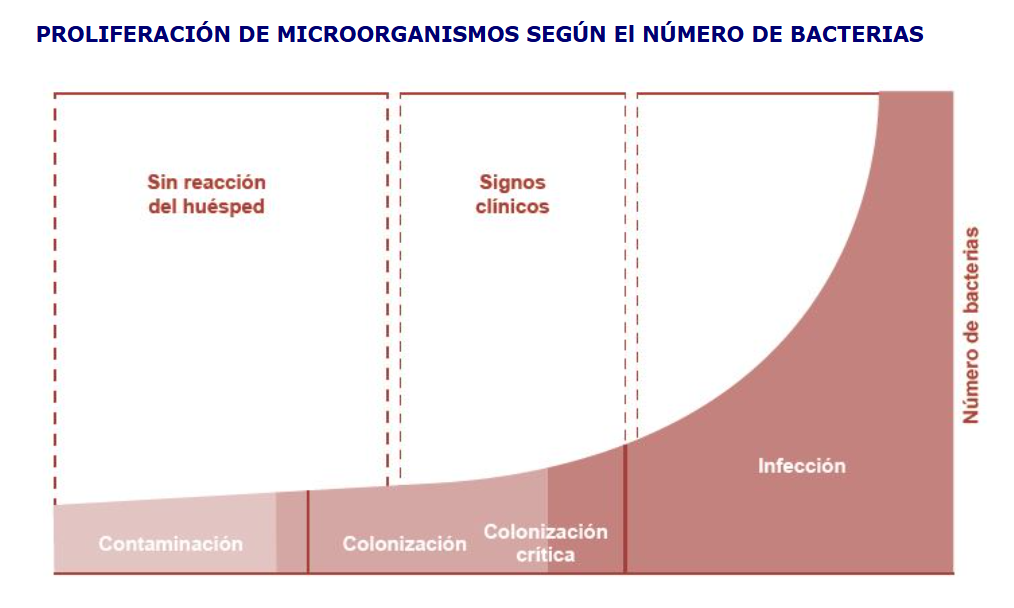 PROLIFERACIÓN DE MICROORGANISMOS SEGÚN El NÚMERO DE BACTERIAS
Sin reacción
del huésped
Signos
clínicos
Número de bacterias
Infección
Contaminación
Colonización
Colonización
crítica